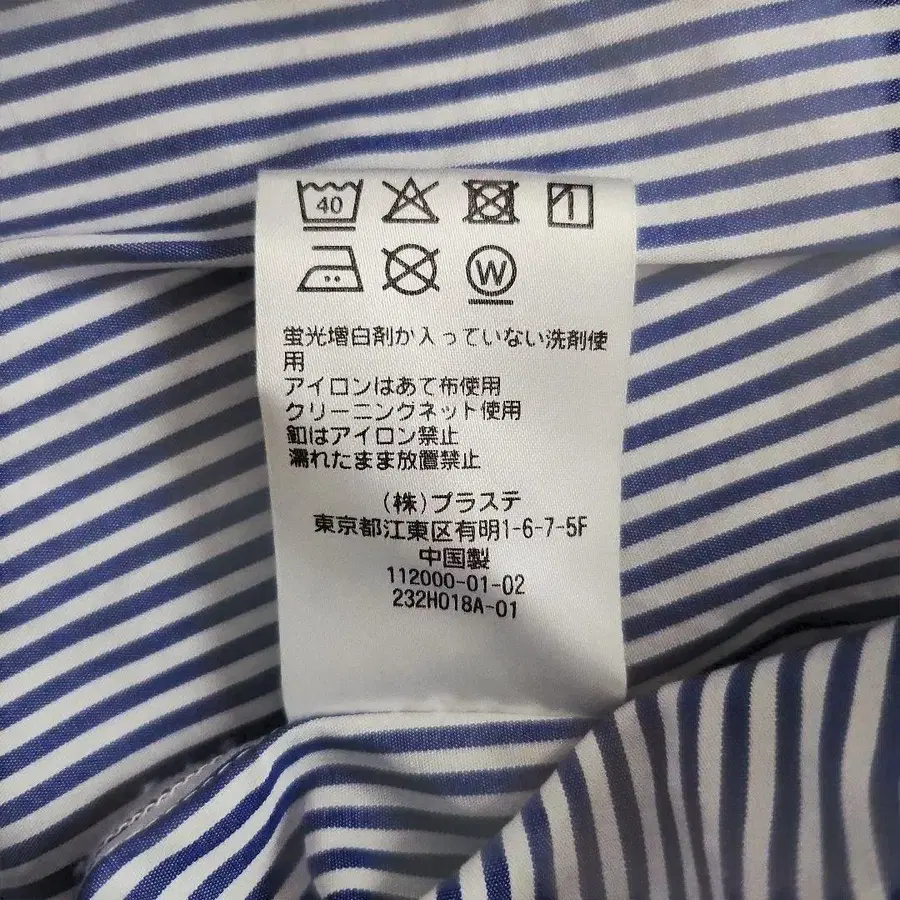 40
W
蛍光増白剤が入っていない洗剤使
用
アイロンはあて布使用
クリーニングネット使用
釦はアイロン禁止
濡れたまま放置禁止
(株)プラステ
東京都江東区有明1-6-7-5F
中国製
112000-01-02
232H018A-01